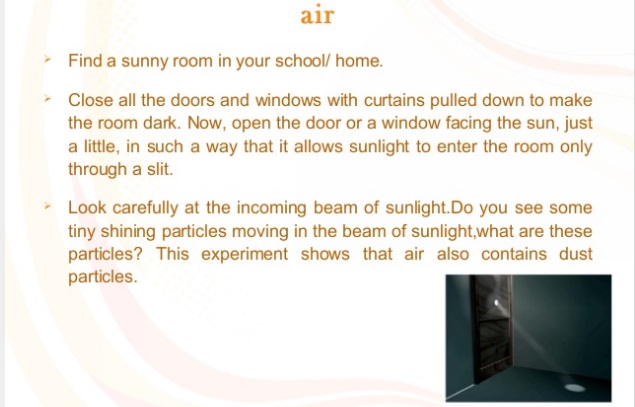 air
➢ Find a sunny room in your school/ home.
➢ Close all the doors and windows with curtains pulled down to make
the room dark. Now, open the door or a window facing the sun, just
a little, in such a way that it allows sunlight to enter the room only
through a slit.
➢ Look carefully at the incoming beam of sunlight.Do you see some
tiny shining particles moving in the beam of sunlight,what are these
particles? This experiment shows that air also contains dust
particles.